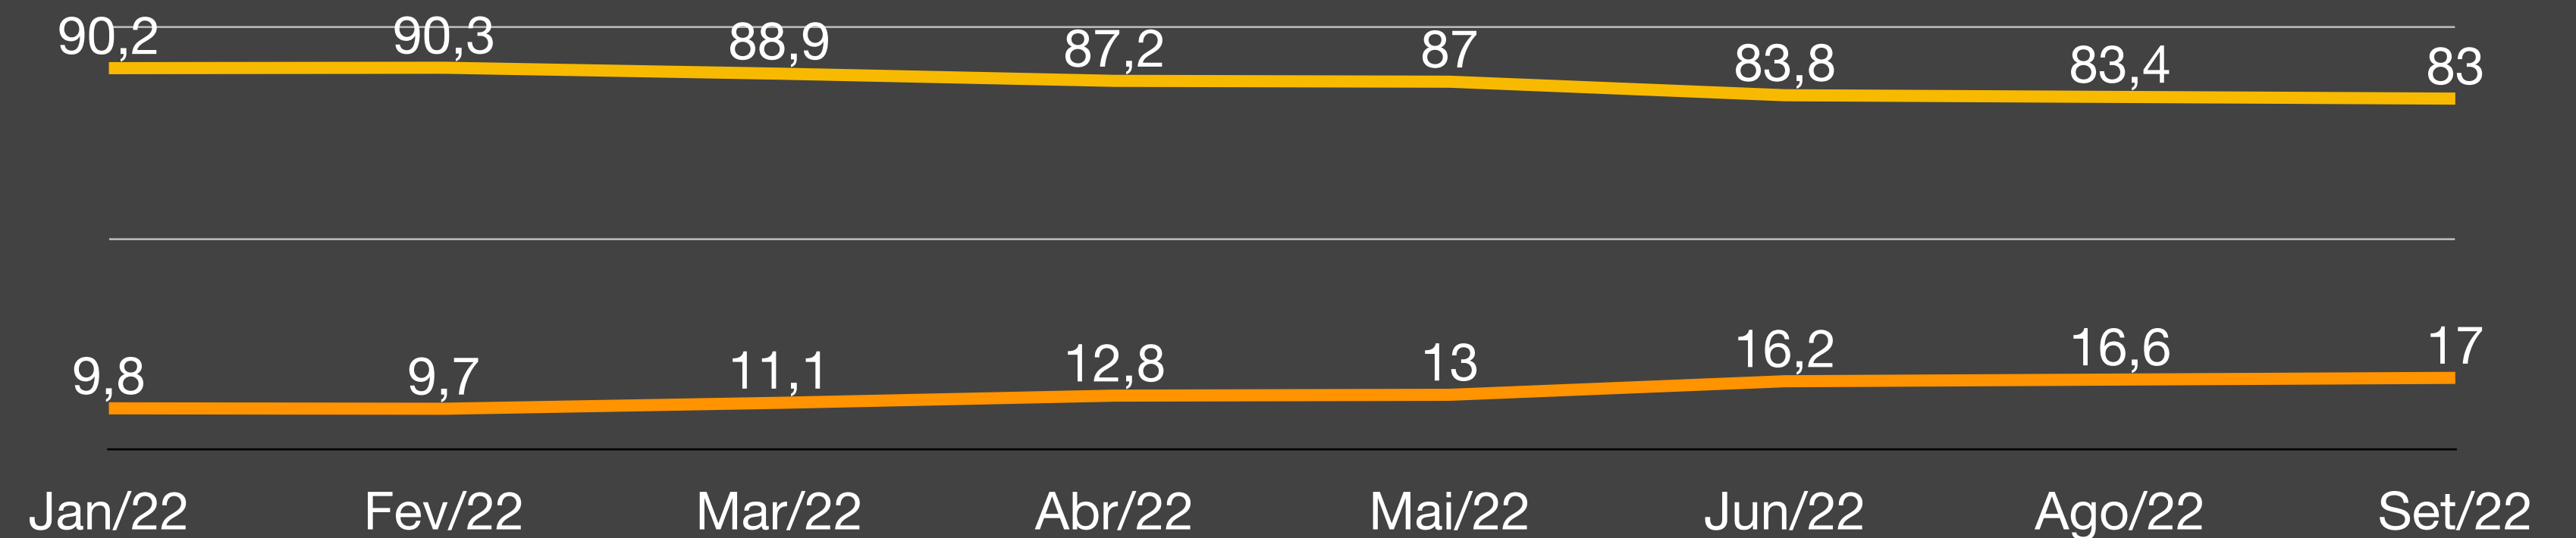 90,2 90,3 88,9 87,2 87 83,8 83,4 83
9,8 9,7 11,1 12,8 13 16,2 16,6 17
Jan/22 Fev/22 Mar/22 Abr/22 Mai/22 Jun/22 Ago/22 Set/22